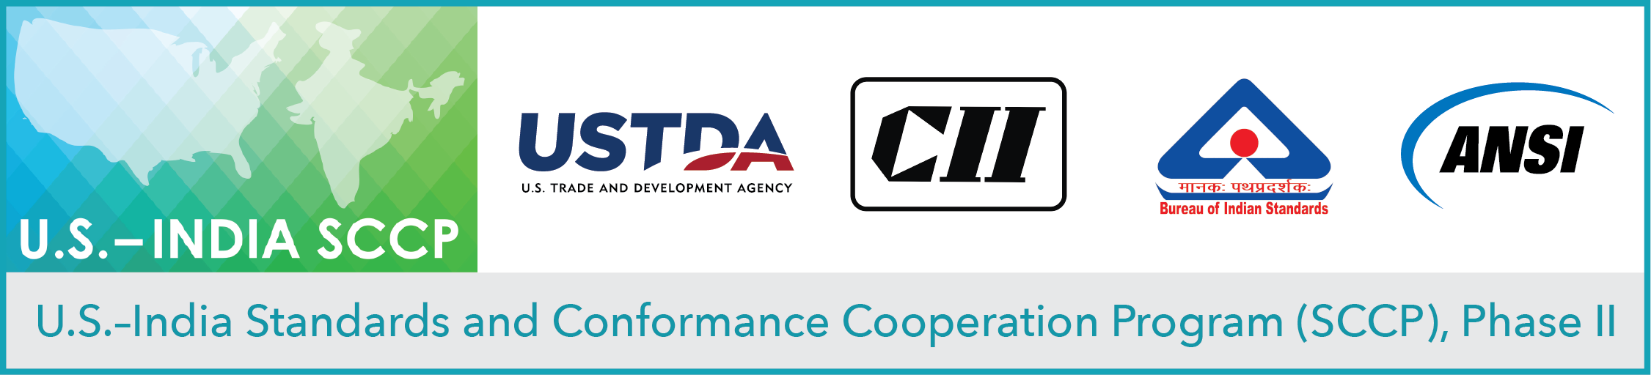 U.S.–INDIA SCCP
USTDA
U.S. TRADE AND DEVELOPMENT AGENCY
CII
मानकः पथप्रदर्शकः
Bureau of Indian Standards
ANSI
U.S.–India Standards and Conformance Cooperation Program (SCCP), Phase II